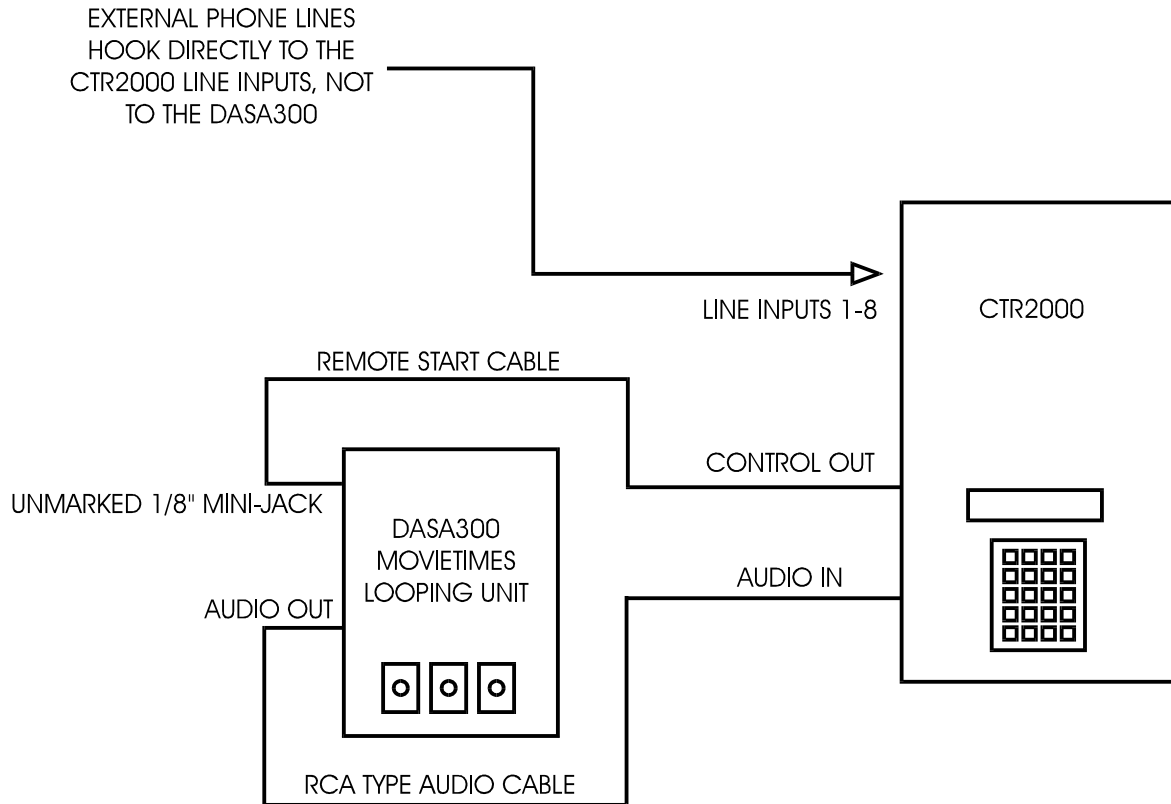 EXTERNAL PHONE LINES
HOOK DIRECTLY TO THE
CTR2000 LINE INPUTS, NOT
TO THE DASA300
LINE INPUTS 1-8
CTR2000
REMOTE START CABLE
CONTROL OUT
UNMARKED 1/8" MINI-JACK
DASA300
MOVIETIMES
LOOPING UNIT
AUDIO IN
AUDIO OUT
RCA TYPE AUDIO CABLE